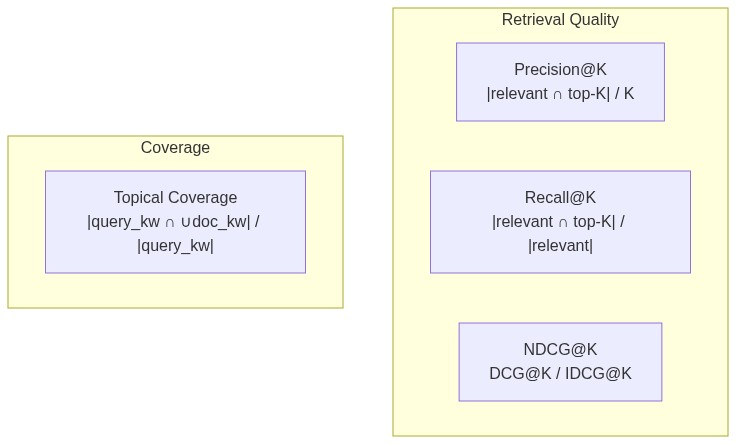 Coverage
Topical Coverage
|query_kw ∩ ∪doc_kw| /
|query_kw|
Retrieval Quality
Precision@K
|relevant ∩ top-K| / K
Recall@K
|relevant ∩ top-K| /
|relevant|
NDCG@K
DCG@K / IDCG@K